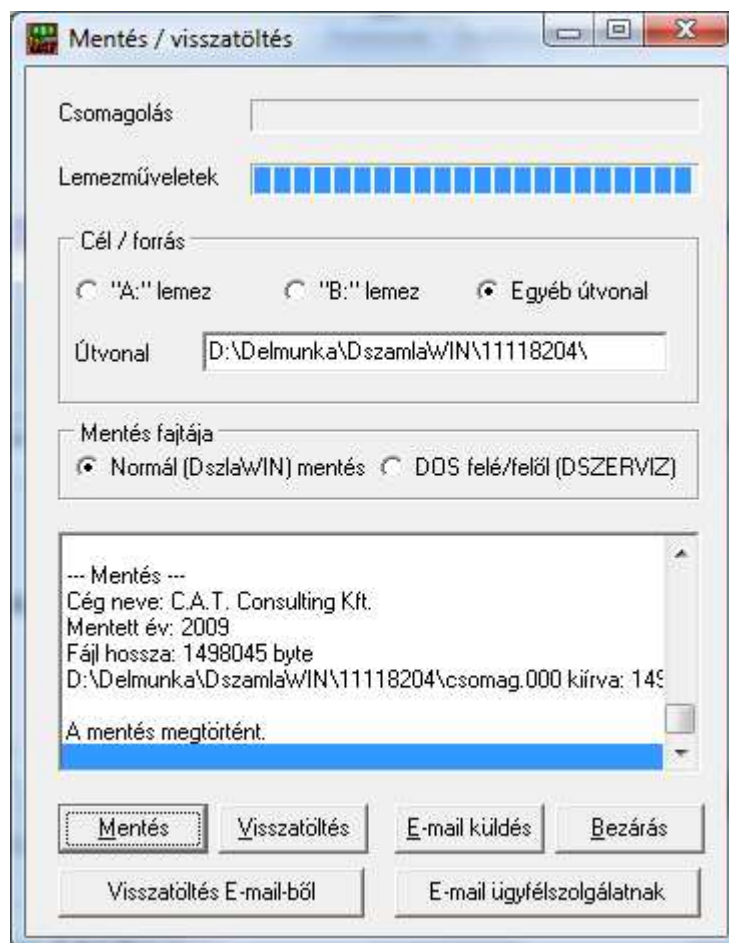 Mentés / visszatöltés
Csomagolás
Lemezműveletek
Cél / forrás
"A:" lemez "B:" lemez Egyéb útvonal
Útvonal D:\Delmunka\DszamlaWIN\11118204\
Mentés fajtája
Normál (DszlaWIN) mentés DOS felé/felől (DSZERVIZ)
--- Mentés ---
Cég neve: C.A.T. Consulting Kft.
Mentett év: 2009
Fájl hossza: 1498045 byte
D:\Delmunka\DszamlaWIN\11118204\csomag.000 kiírva: 149
A mentés megtörtént.
Mentés Visszatöltés E-mail küldés Bezárás
Visszatöltés E-mail-ből E-mail ügyfélszolgálatnak